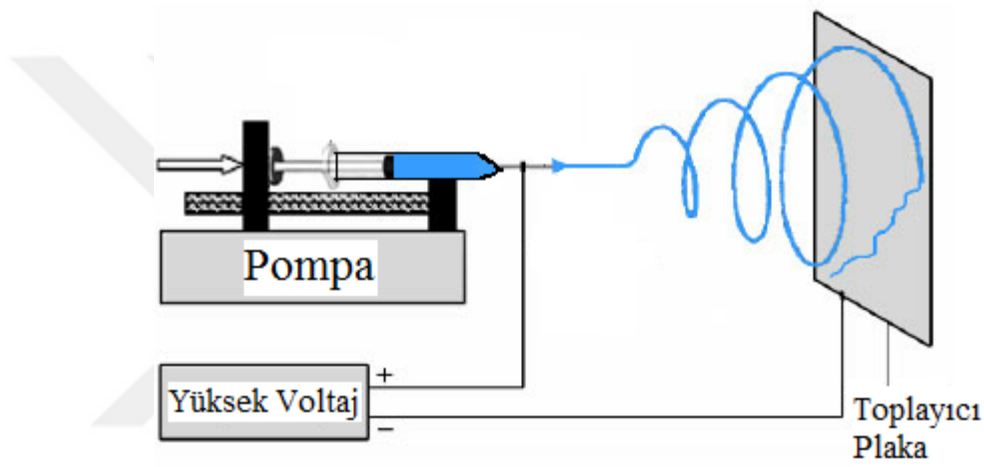 Pompa
Yüksek Voltaj
+
−
Toplayıcı
Plaka